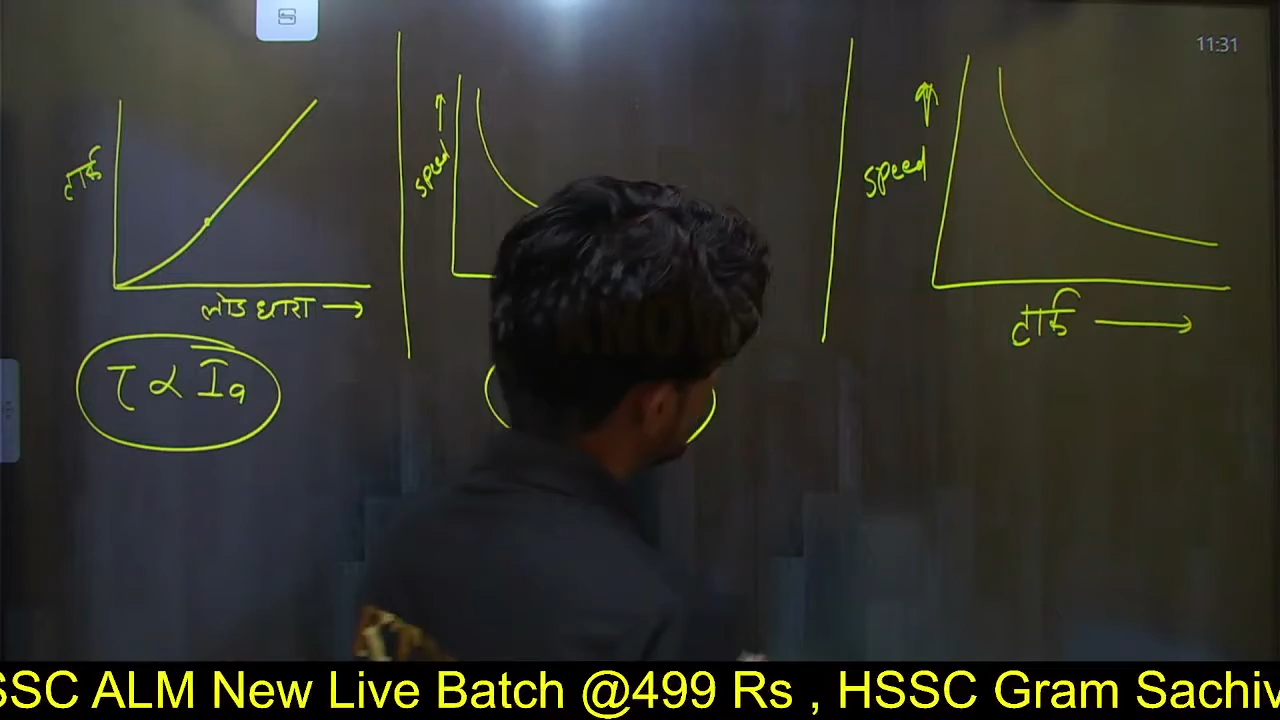 11:31
टार्क
लोड धारा
τ ∝ Ia
speed
speed
टार्क
SSC ALM New Live Batch @499 Rs , HSSC Gram Sachiv